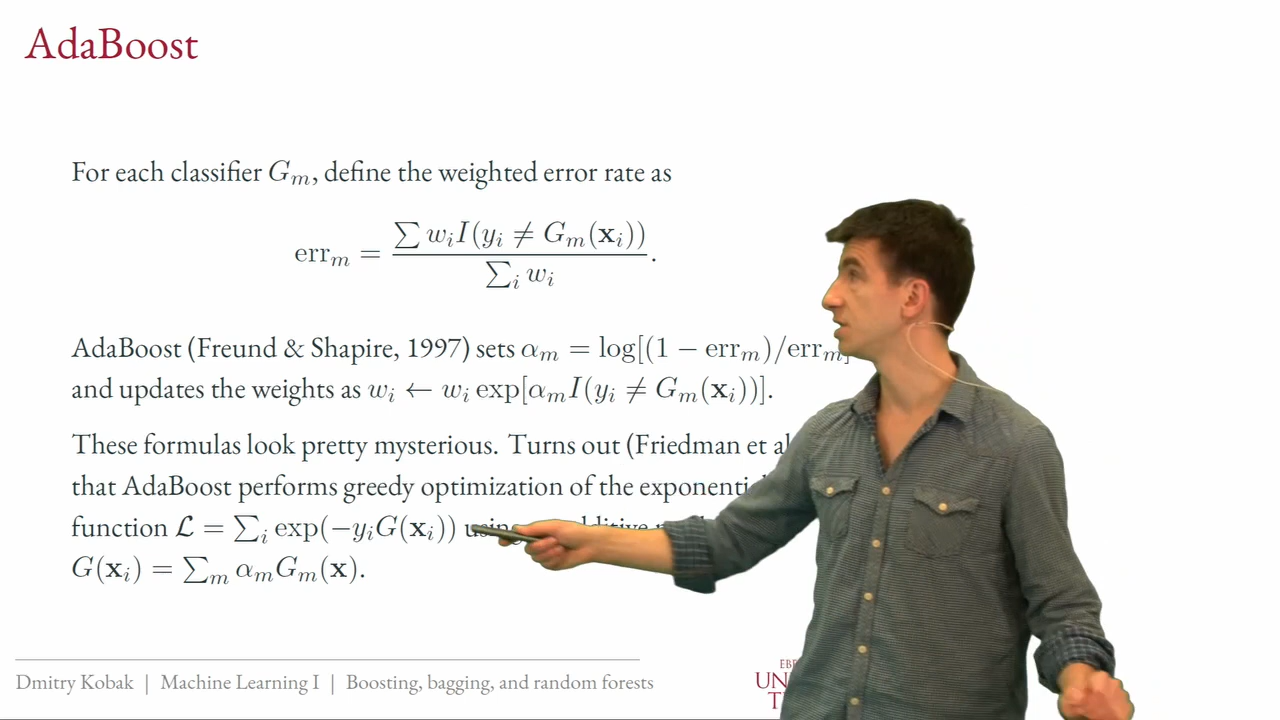 AdaBoost
For each classifier $G_m$, define the weighted error rate as
$\mathrm{err}_m = \frac{\sum w_i I(y_i \neq G_m(\mathbf{x}_i))}{\sum_i w_i}.$
AdaBoost (Freund & Shapire, 1997) sets $\alpha_m = \log[(1 - \mathrm{err}_m)/\mathrm{err}_m]$
and updates the weights as $w_i \leftarrow w_i \exp[\alpha_m I(y_i \neq G_m(\mathbf{x}_i))].$
These formulas look pretty mysterious. Turns out (Friedman et al
that AdaBoost performs greedy optimization of the
function $\mathcal{L} = \sum_i \exp(-y_i G(\mathbf{x}_i))$ using
$G(\mathbf{x}_i) = \sum_m \alpha_m G_m(\mathbf{x}).$
Dmitry Kobak | Machine Learning I | Boosting, bagging, and random forests